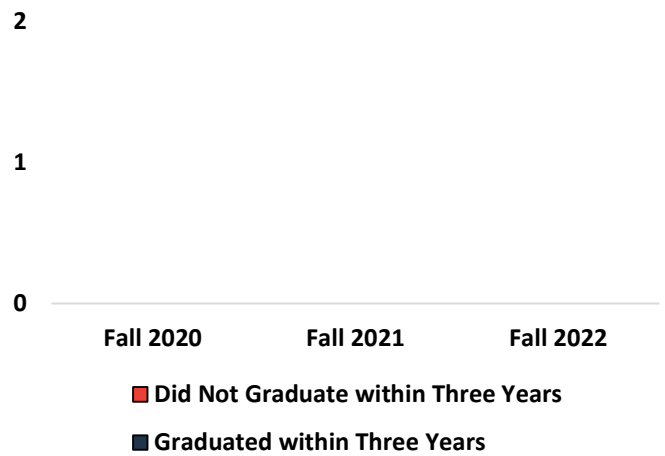 2
1
0
Fall 2020 Fall 2021 Fall 2022
Did Not Graduate within Three Years
Graduated within Three Years